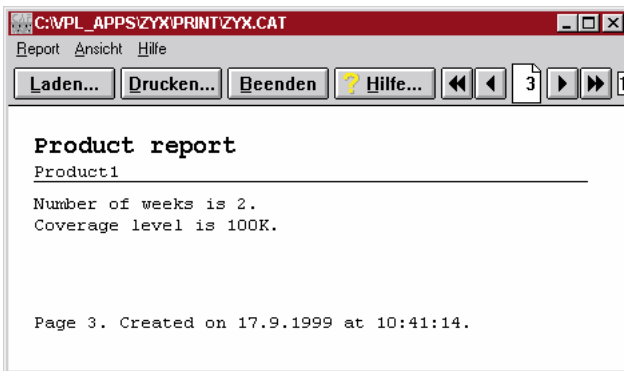 C:\VPL_APPS\ZYX\PRINT\ZYX.CAT
Report Ansicht Hilfe
Laden... Drucken... Beenden ? Hilfe... 3 1
Product report
Product1
Number of weeks is 2.
Coverage level is 100K.
Page 3. Created on 17.9.1999 at 10:41:14.